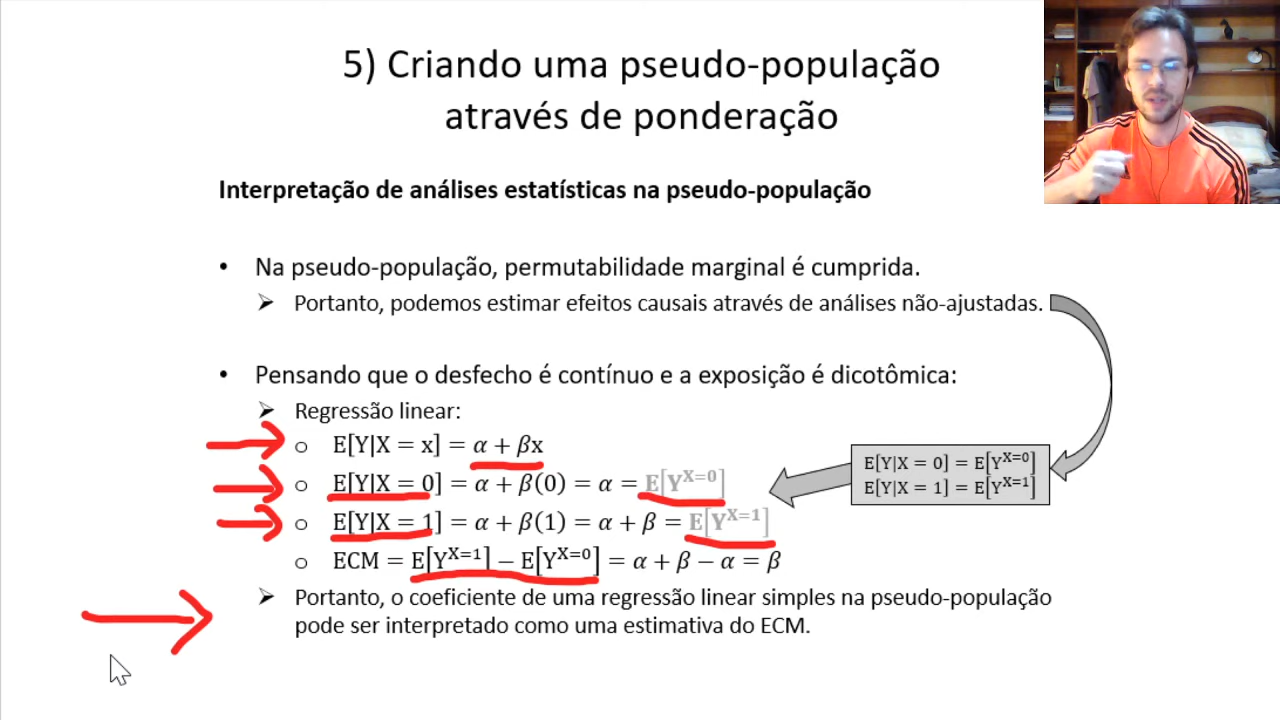 5) Criando uma pseudo-população
através de ponderação
Interpretação de análises estatísticas na pseudo-população
• Na pseudo-população, permutabilidade marginal é cumprida.
➢ Portanto, podemos estimar efeitos causais através de análises não-ajustadas.
• Pensando que o desfecho é contínuo e a exposição é dicotômica:
➢ Regressão linear:
o E[Y|X = x] = α + βx
o E[Y|X = 0] = α + β(0) = α = E[Y^{X=0}]
o E[Y|X = 1] = α + β(1) = α + β = E[Y^{X=1}]
o ECM = E[Y^{X=1}] − E[Y^{X=0}] = α + β − α = β
➢ Portanto, o coeficiente de uma regressão linear simples na pseudo-população
pode ser interpretado como uma estimativa do ECM.
E[Y|X = 0] = E[Y^{X=0}]
E[Y|X = 1] = E[Y^{X=1}]